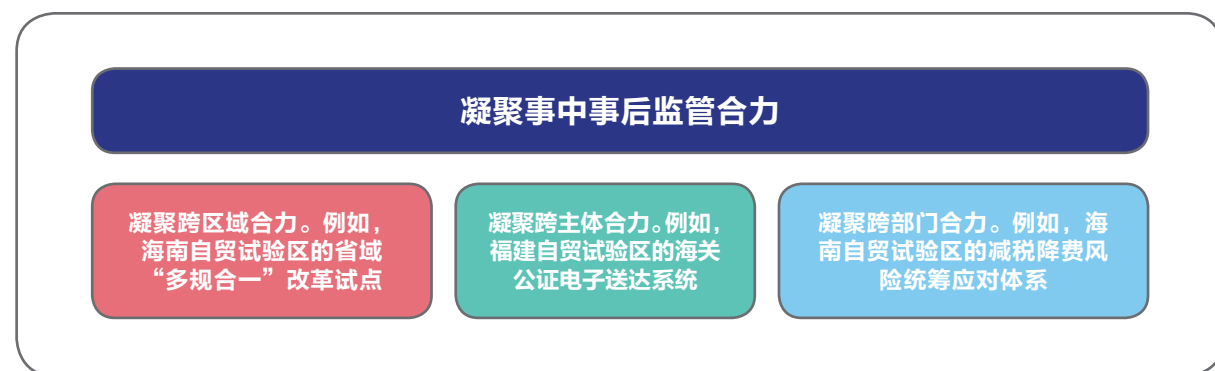 凝聚事中事后监管合力
凝聚跨区域合力。例如，
海南自贸试验区的省域
“多规合一”改革试点
凝聚跨主体合力。例如，
福建自贸试验区的海关
公证电子送达系统
凝聚跨部门合力。例如，海
南自贸试验区的减税降费风
险统筹应对体系